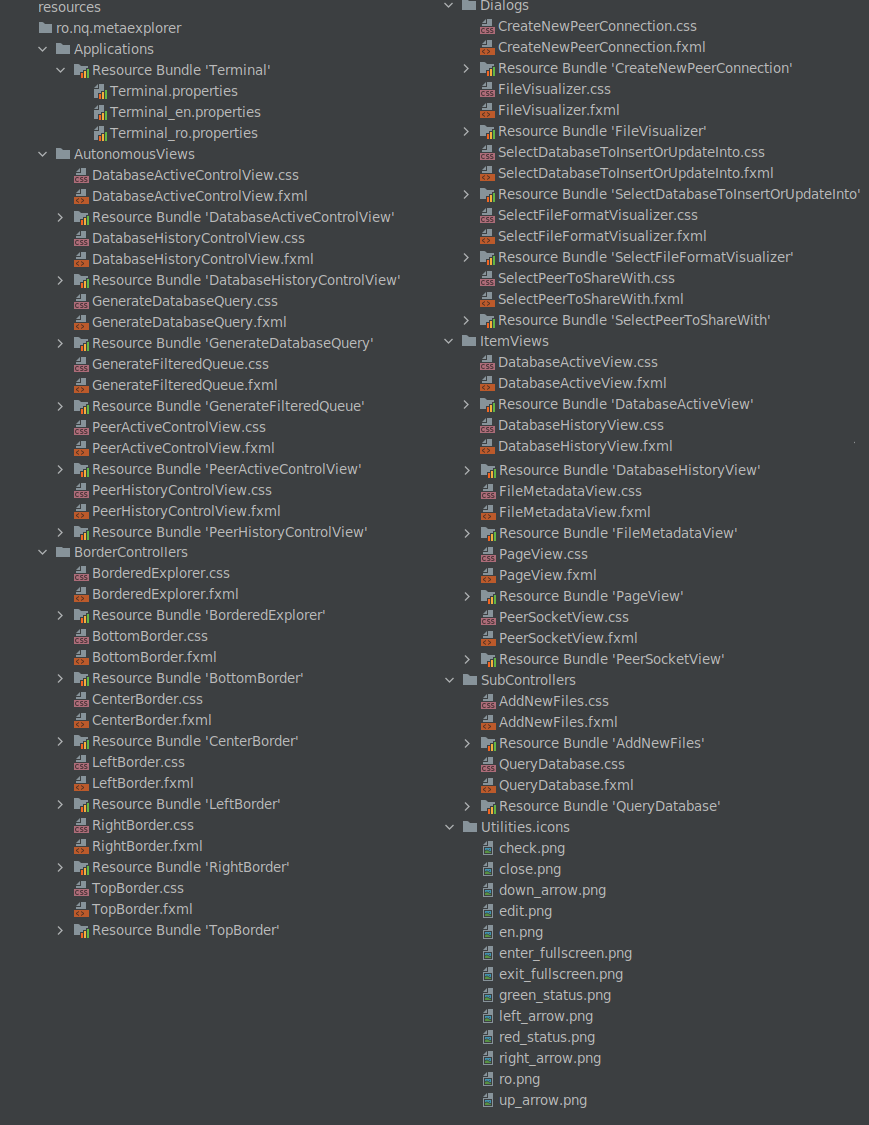 resources
ro.nq.metaexplorer
Applications
Resource Bundle 'Terminal'
Terminal.properties
Terminal_en.properties
Terminal_ro.properties
AutonomousViews
DatabaseActiveControlView.css
DatabaseActiveControlView.fxml
Resource Bundle 'DatabaseActiveControlView'
DatabaseHistoryControlView.css
DatabaseHistoryControlView.fxml
Resource Bundle 'DatabaseHistoryControlView'
GenerateDatabaseQuery.css
GenerateDatabaseQuery.fxml
Resource Bundle 'GenerateDatabaseQuery'
GenerateFilteredQueue.css
GenerateFilteredQueue.fxml
Resource Bundle 'GenerateFilteredQueue'
PeerActiveControlView.css
PeerActiveControlView.fxml
Resource Bundle 'PeerActiveControlView'
PeerHistoryControlView.css
PeerHistoryControlView.fxml
Resource Bundle 'PeerHistoryControlView'
BorderControllers
BorderedExplorer.css
BorderedExplorer.fxml
Resource Bundle 'BorderedExplorer'
BottomBorder.css
BottomBorder.fxml
Resource Bundle 'BottomBorder'
CenterBorder.css
CenterBorder.fxml
Resource Bundle 'CenterBorder'
LeftBorder.css
LeftBorder.fxml
Resource Bundle 'LeftBorder'
RightBorder.css
RightBorder.fxml
Resource Bundle 'RightBorder'
TopBorder.css
TopBorder.fxml
Resource Bundle 'TopBorder'
Dialogs
CreateNewPeerConnection.css
CreateNewPeerConnection.fxml
Resource Bundle 'CreateNewPeerConnection'
FileVisualizer.css
FileVisualizer.fxml
Resource Bundle 'FileVisualizer'
SelectDatabaseToInsertOrUpdateInto.css
SelectDatabaseToInsertOrUpdateInto.fxml
Resource Bundle 'SelectDatabaseToInsertOrUpdateInto'
SelectFileFormatVisualizer.css
SelectFileFormatVisualizer.fxml
Resource Bundle 'SelectFileFormatVisualizer'
SelectPeerToShareWith.css
SelectPeerToShareWith.fxml
Resource Bundle 'SelectPeerToShareWith'
ItemViews
DatabaseActiveView.css
DatabaseActiveView.fxml
Resource Bundle 'DatabaseActiveView'
DatabaseHistoryView.css
DatabaseHistoryView.fxml
Resource Bundle 'DatabaseHistoryView'
FileMetadataView.css
FileMetadataView.fxml
Resource Bundle 'FileMetadataView'
PageView.css
PageView.fxml
Resource Bundle 'PageView'
PeerSocketView.css
PeerSocketView.fxml
Resource Bundle 'PeerSocketView'
SubControllers
AddNewFiles.css
AddNewFiles.fxml
Resource Bundle 'AddNewFiles'
QueryDatabase.css
QueryDatabase.fxml
Resource Bundle 'QueryDatabase'
Utilities.icons
check.png
close.png
down_arrow.png
edit.png
en.png
enter_fullscreen.png
exit_fullscreen.png
green_status.png
left_arrow.png
red_status.png
right_arrow.png
ro.png
up_arrow.png